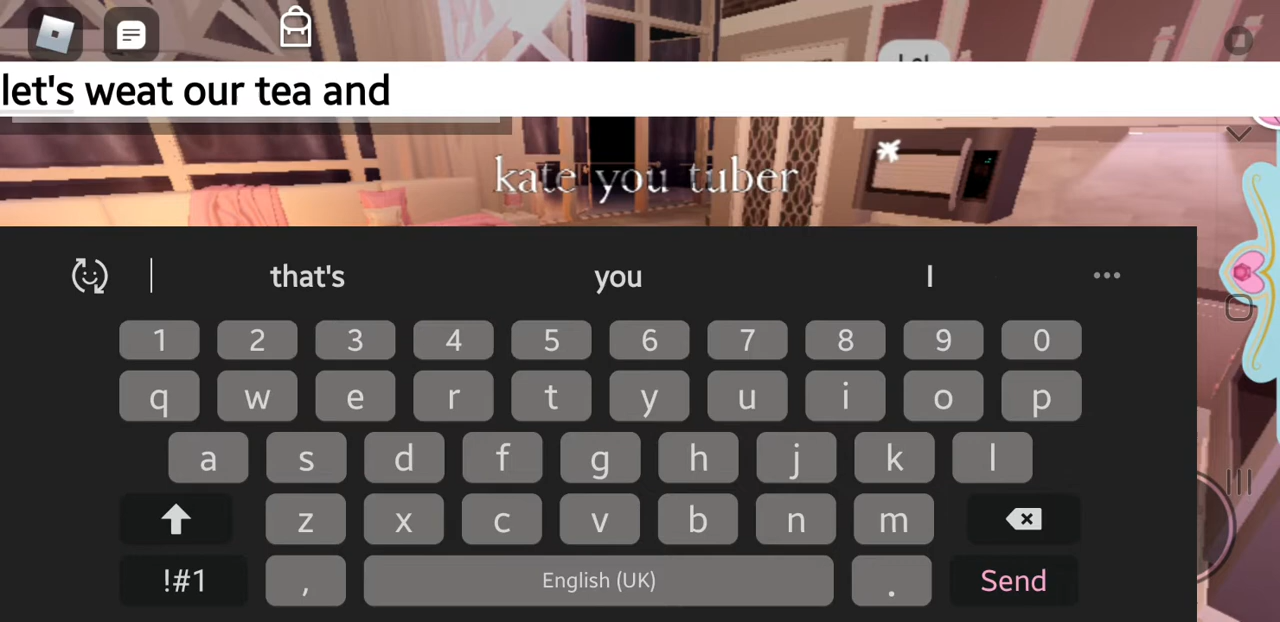 let's weat our tea and
kate you tuber
that's you I
1 2 3 4 5 6 7 8 9 0
q w e r t y u i o p
a s d f g h j k l
z x c v b n m
!#1 , English (UK) . Send